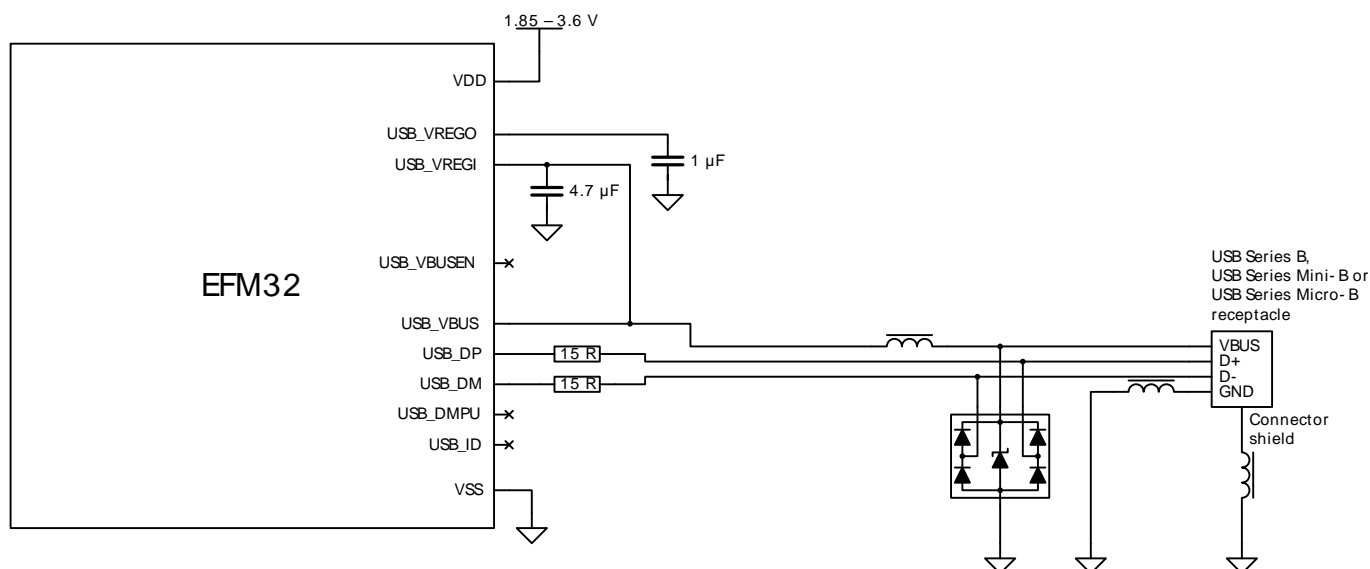 1.85 – 3.6 V
VDD
USB_VREGO
USB_VREGI
1 µF
4.7 µF
USB_VBUSEN
EFM32
USB Series B,
USB Series Mini-B or
USB Series Micro-B
receptacle
USB_VBUS
VBUS
USB_DP
15 R
D+
USB_DM
15 R
D-
GND
USB_DMPU
Connector
shield
USB_ID
VSS